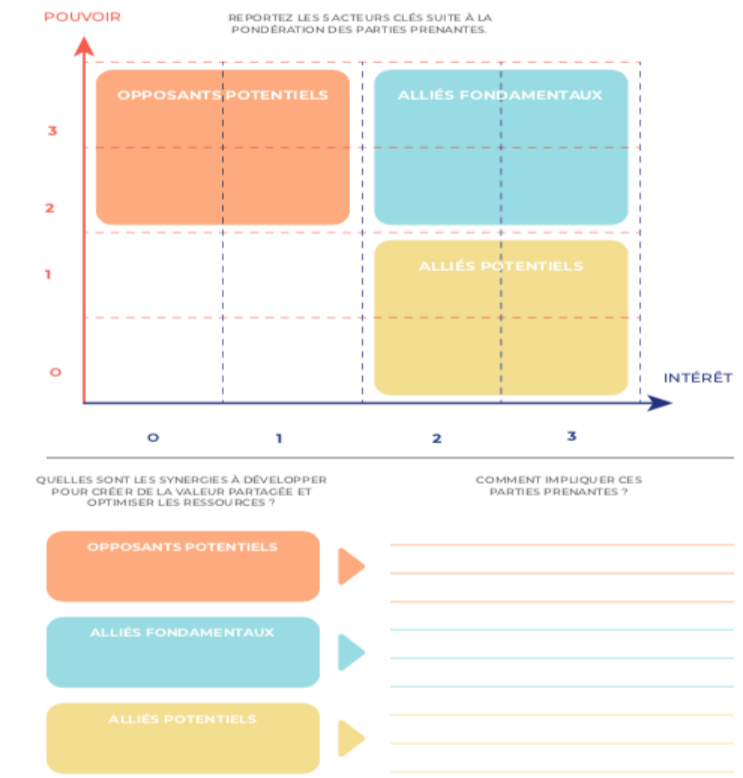 POUVOIR
REPORTEZ LES 5 ACTEURS CLÉS SUITE À LA
PONDÉRATION DES PARTIES PRENANTES.
OPPOSANTS POTENTIELS
ALLIÉS FONDAMENTAUX
3
2
ALLIÉS POTENTIELS
1
0
INTÉRÊT
0
1
2
3
QUELLES SONT LES SYNERGIES À DÉVELOPPER
POUR CRÉER DE LA VALEUR PARTAGÉE ET
OPTIMISER LES RESSOURCES ?
COMMENT IMPLIQUER CES
PARTIES PRENANTES ?
OPPOSANTS POTENTIELS
ALLIÉS FONDAMENTAUX
ALLIÉS POTENTIELS